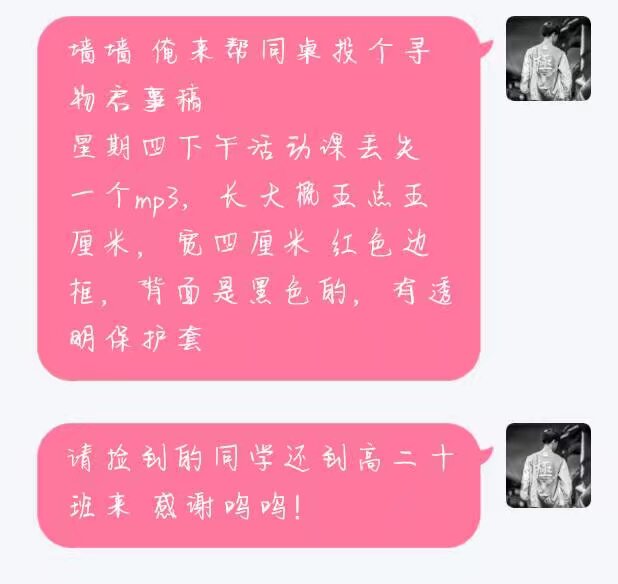 墙墙 俺来帮同桌投个寻
物启事稿
星期四下午活动课丢失
一个mp3，长大概五点五
厘米，宽四厘米 红色边
框，背面是黑色的，有透
明保护套
请捡到的同学还到高二十
班来 感谢呜呜！